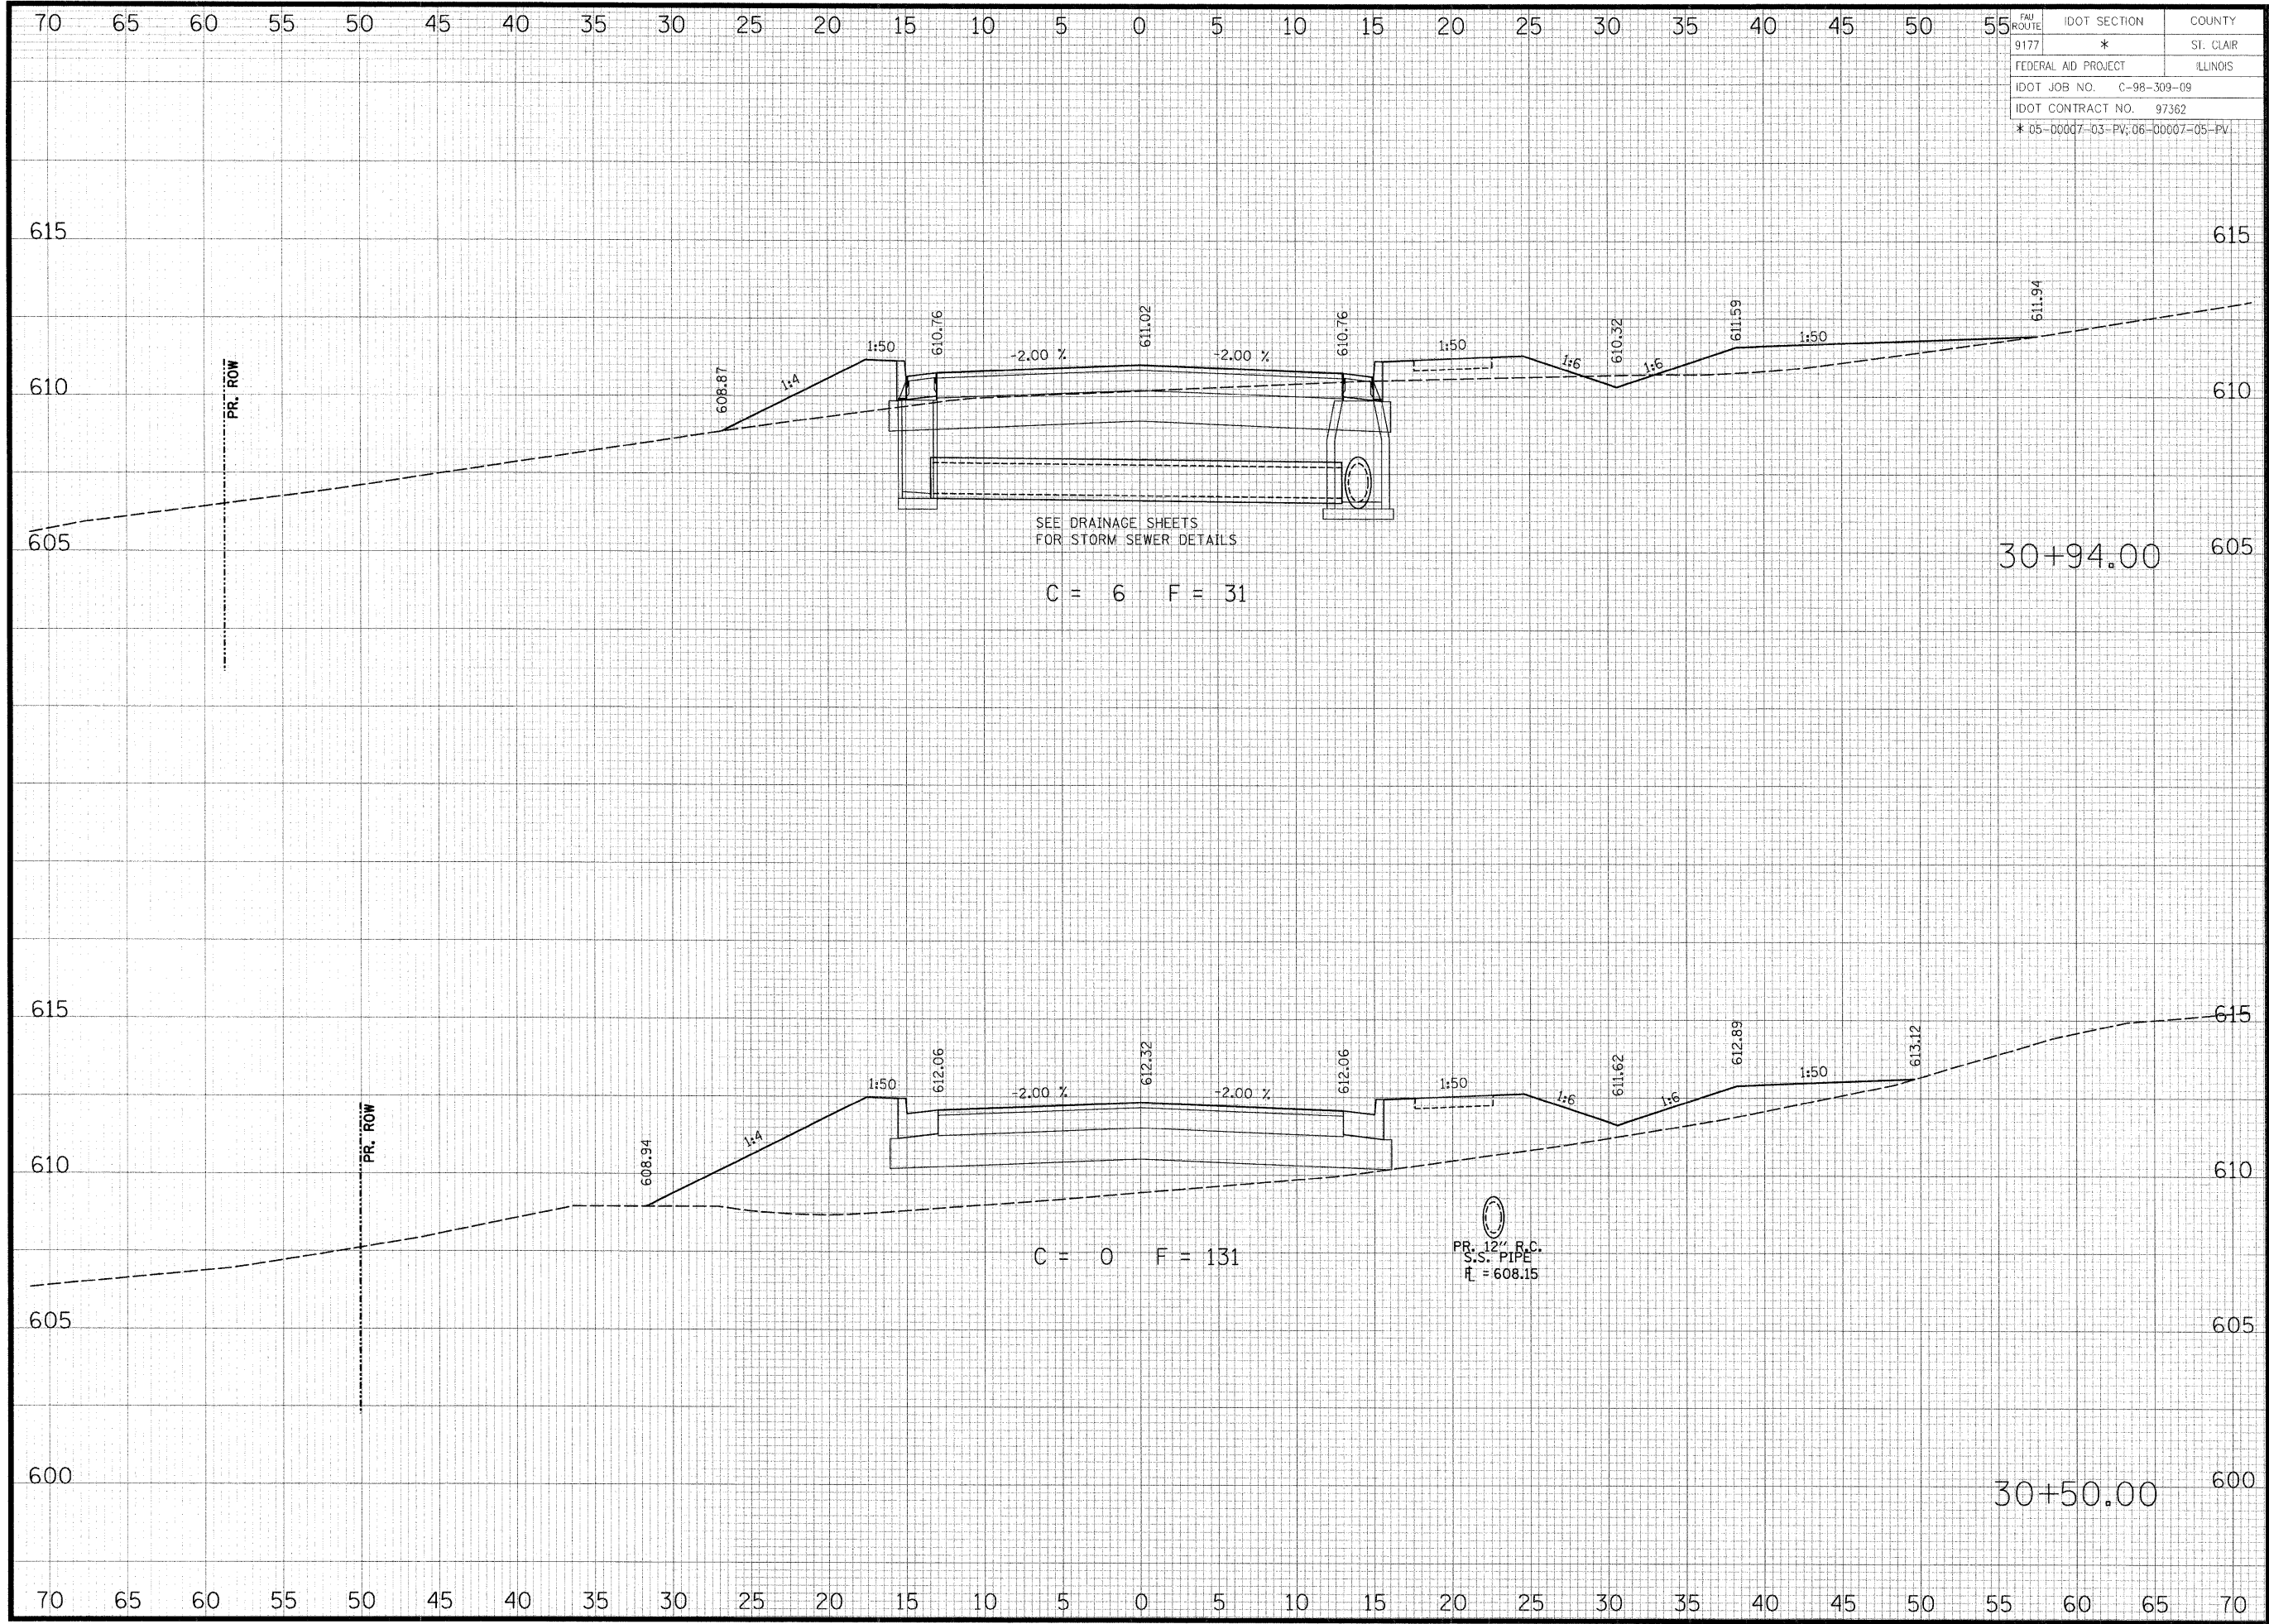 70 65 60 55 50 45 40 35 30 25 20 15 10 5 0 5 10 15 20 25 30 35 40 45 50 55
FAU ROUTE IDOT SECTION COUNTY
9177 * ST. CLAIR
FEDERAL AID PROJECT ILLINOIS
IDOT JOB NO. C-98-309-09
IDOT CONTRACT NO. 97362
* 05-00007-03-PV; 06-00007-05-PV
615 615
PR. ROW
608.87
1:4
1:50
610.76
-2.00 %
611.02
-2.00 %
610.76
1:50
1:6
610.32
1:6
611.59
1:50
611.94
610 610
SEE DRAINAGE SHEETS
FOR STORM SEWER DETAILS
605 605
30+94.00
C = 6 F = 31
615 615
PR. ROW
608.94
1:4
1:50
612.06
-2.00 %
612.32
-2.00 %
612.06
1:50
1:6
611.62
1:6
612.89
1:50
613.12
610 610
C = 0 F = 131
PR. 12" R.C.
S.S. PIPE
FL = 608.15
605 605
600 600
30+50.00
70 65 60 55 50 45 40 35 30 25 20 15 10 5 0 5 10 15 20 25 30 35 40 45 50 55 60 65 70